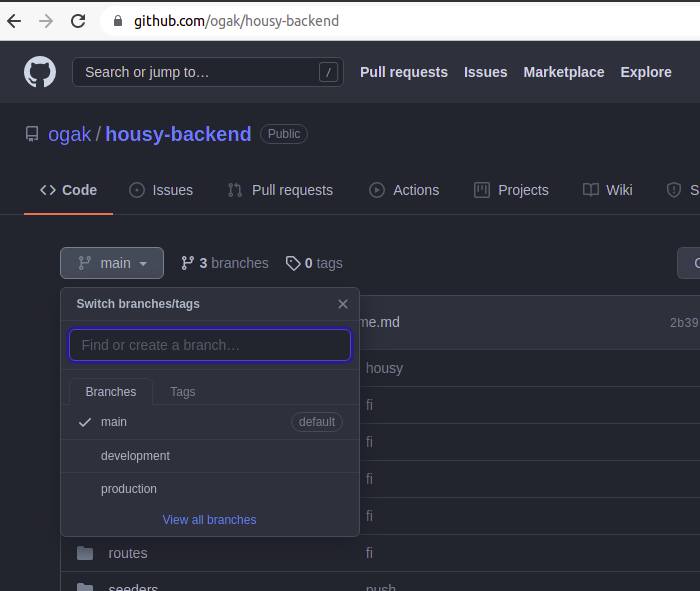 github.com/ogak/housy-backend
Search or jump to… /
Pull requests Issues Marketplace Explore
ogak / housy-backend Public
Code Issues Pull requests Actions Projects Wiki S
main 3 branches 0 tags
Switch branches/tags
me.md 2b39
Find or create a branch…
housy
Branches Tags
fi
main default
fi
development
fi
production
fi
View all branches
routes fi
seeders push